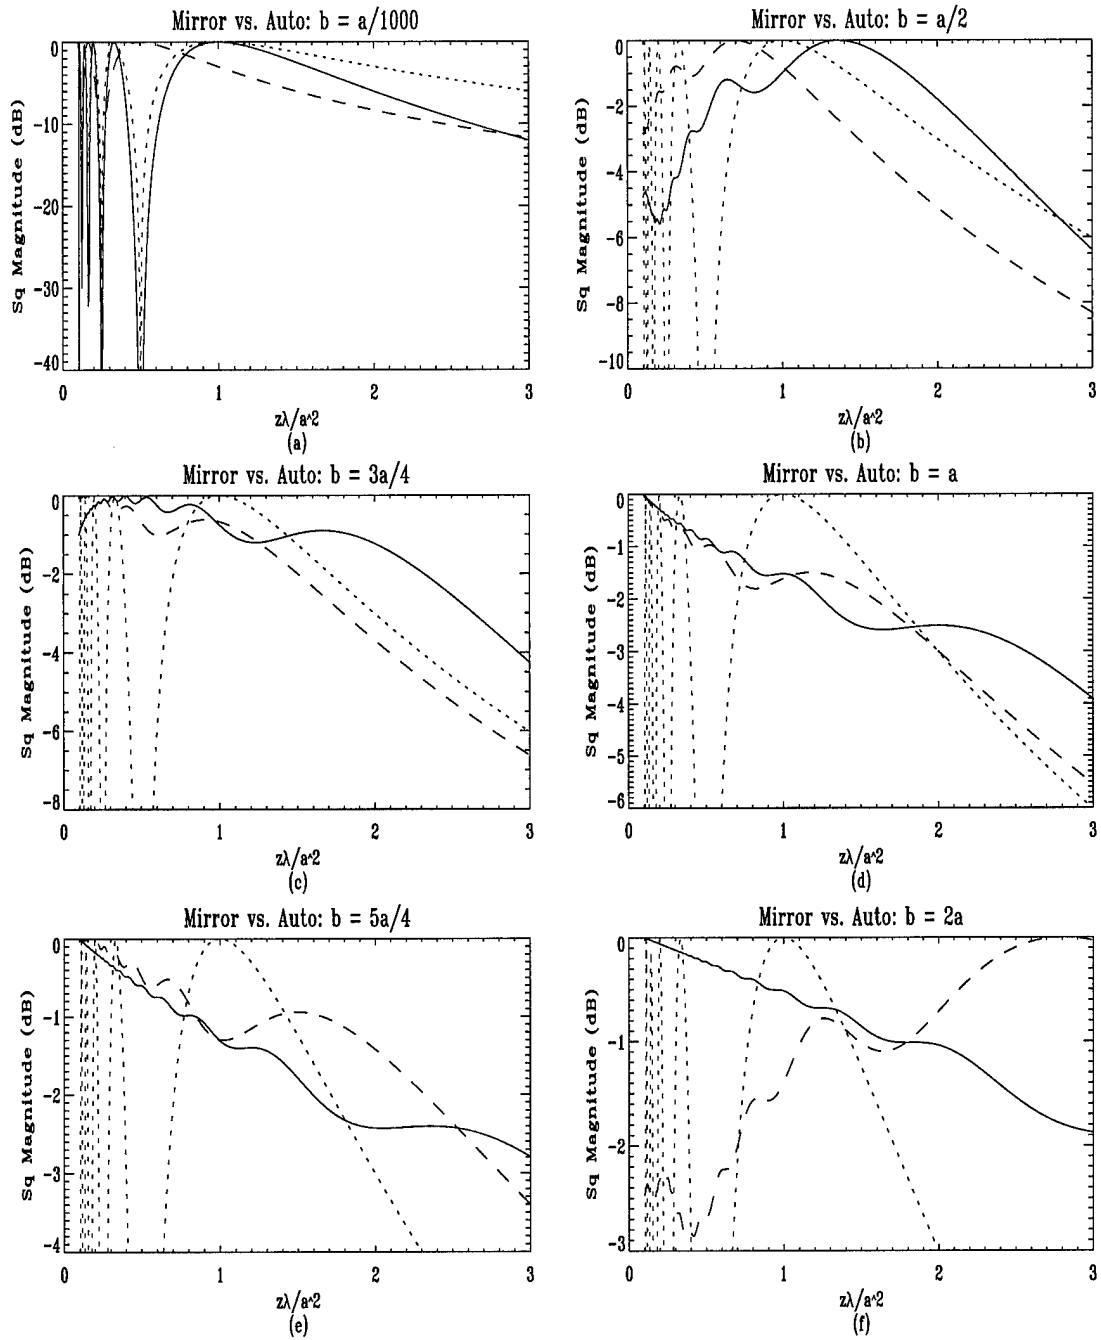 Mirror vs. Auto: b = a/1000
Sq Magnitude (dB)
0
-10
-20
-30
-40
0 1 2 3
zλ/a^2
(a)
Mirror vs. Auto: b = a/2
Sq Magnitude (dB)
0
-2
-4
-6
-8
-10
0 1 2 3
zλ/a^2
(b)
Mirror vs. Auto: b = 3a/4
Sq Magnitude (dB)
0
-2
-4
-6
-8
0 1 2 3
zλ/a^2
(c)
Mirror vs. Auto: b = a
Sq Magnitude (dB)
0
-1
-2
-3
-4
-5
-6
0 1 2 3
zλ/a^2
(d)
Mirror vs. Auto: b = 5a/4
Sq Magnitude (dB)
0
-1
-2
-3
-4
0 1 2 3
zλ/a^2
(e)
Mirror vs. Auto: b = 2a
Sq Magnitude (dB)
0
-1
-2
-3
0 1 2 3
zλ/a^2
(f)